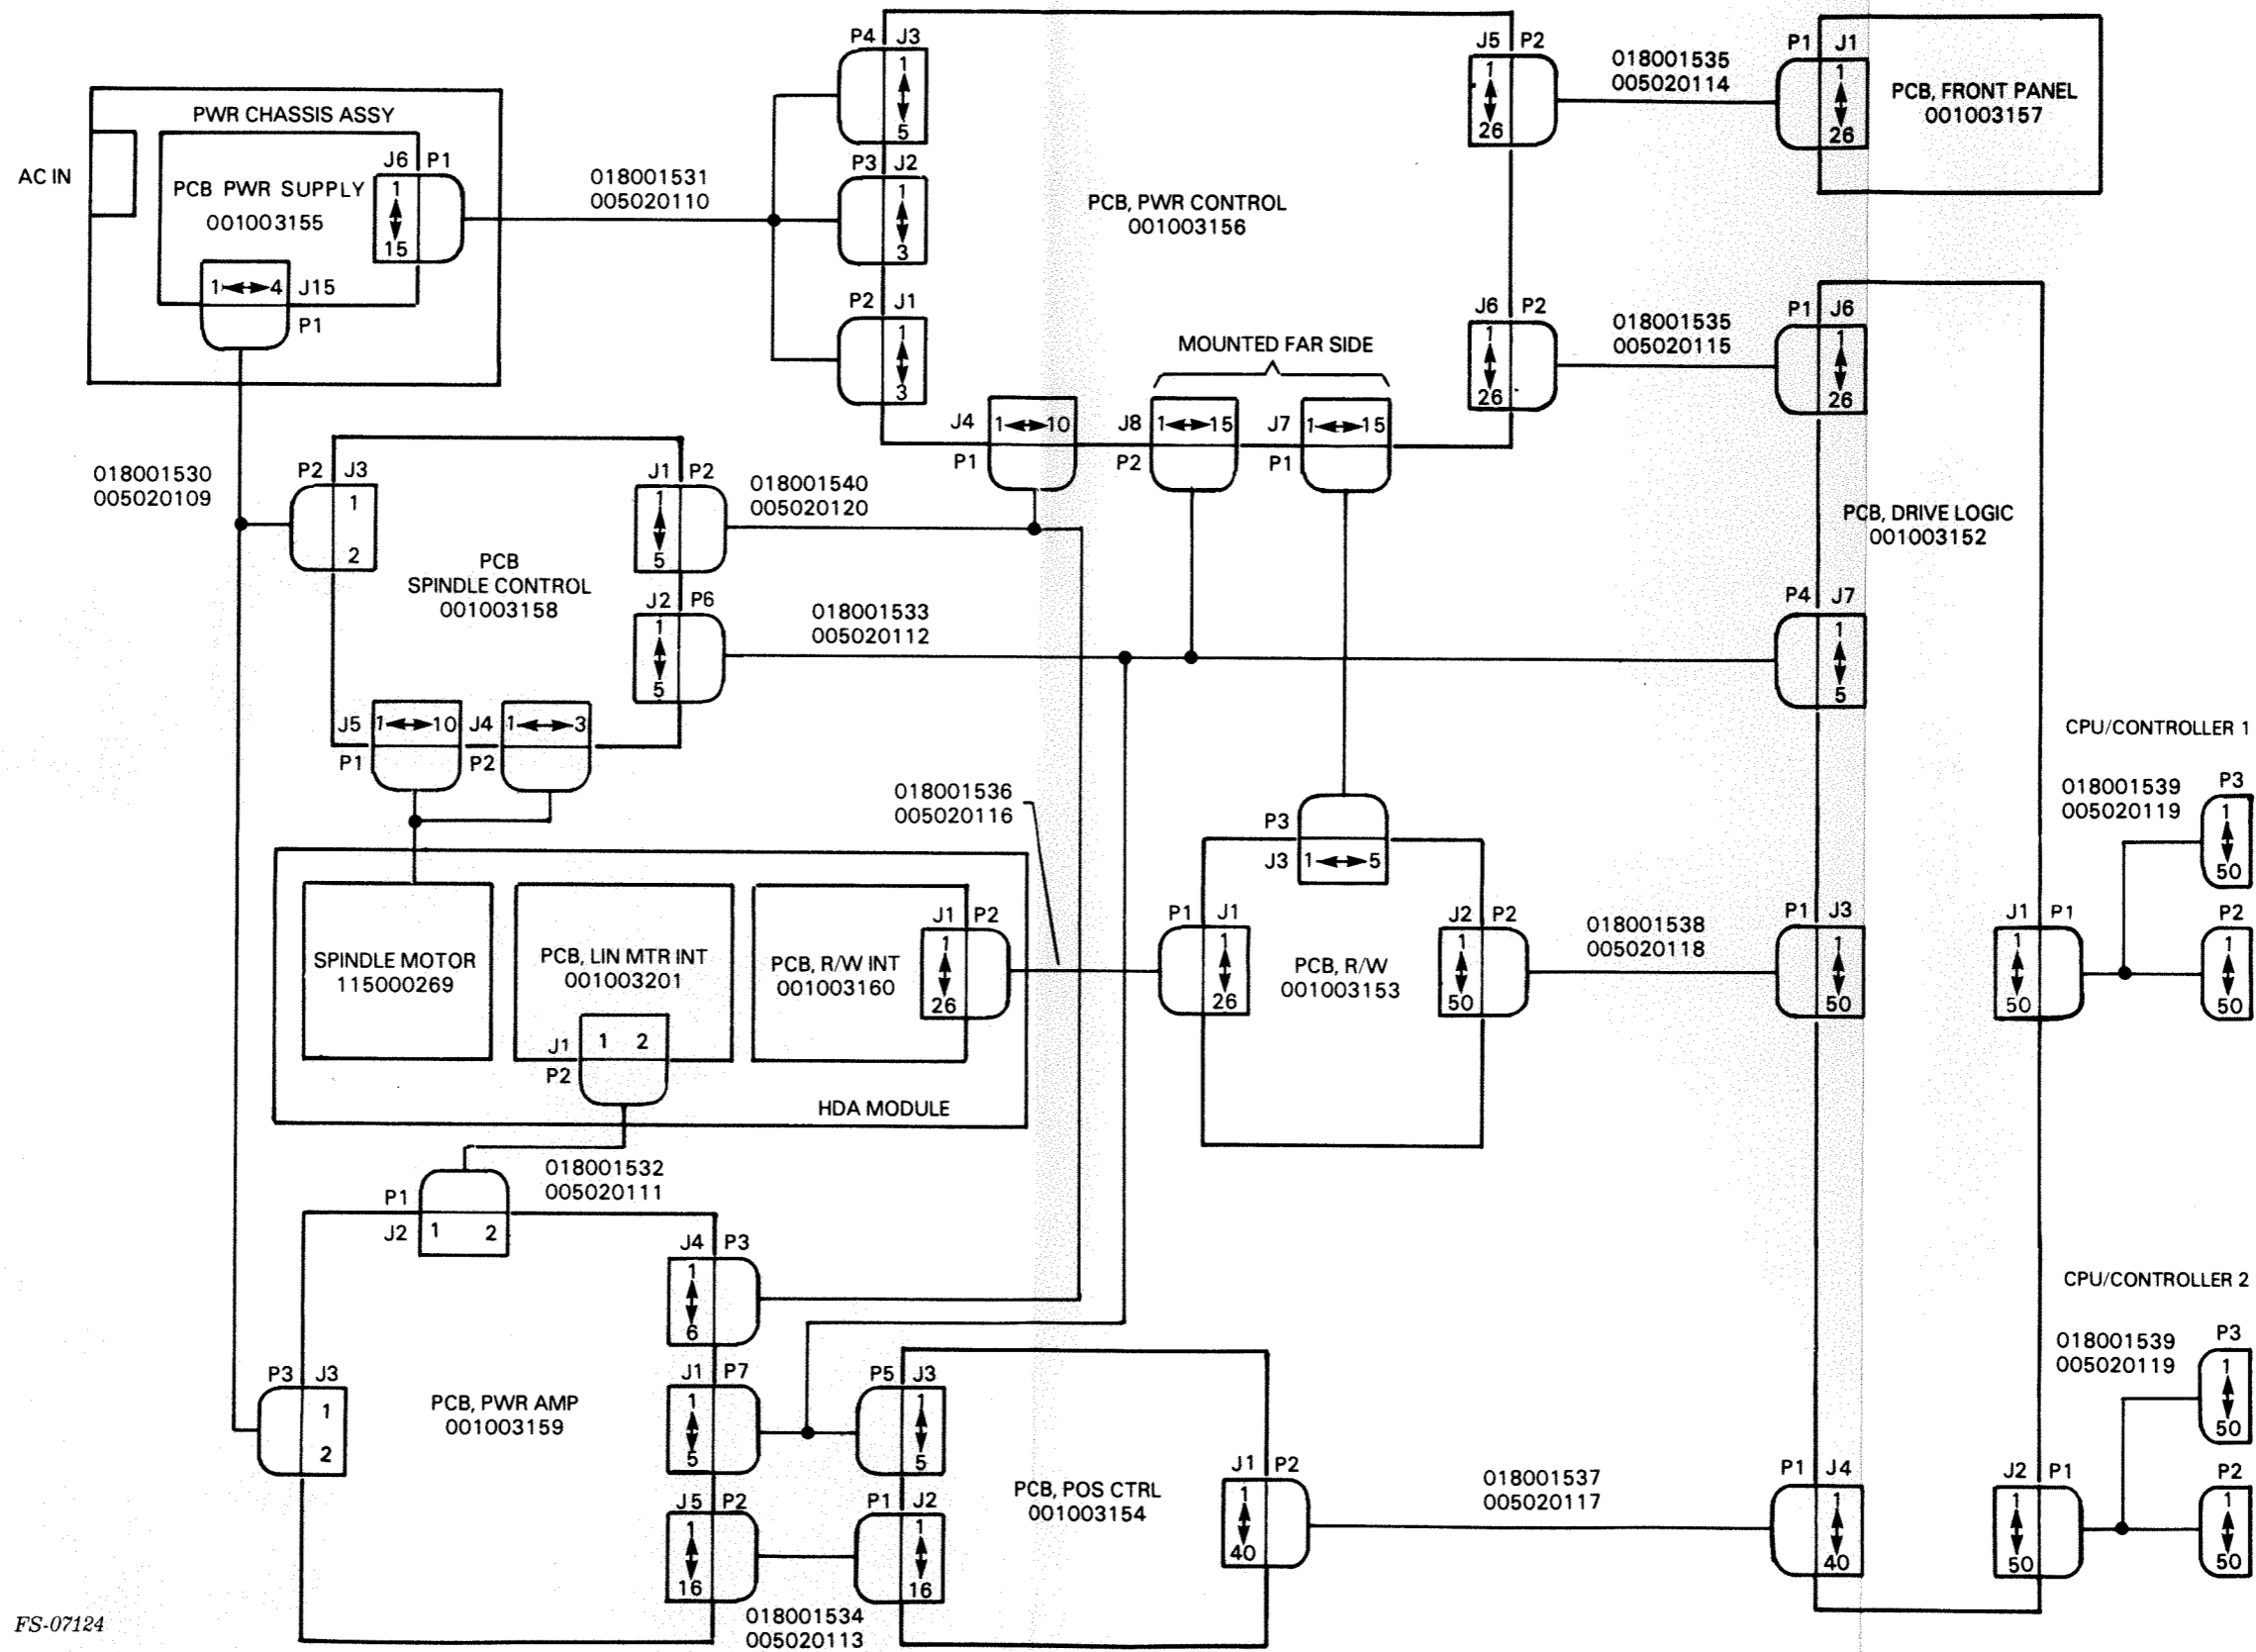 PWR CHASSIS ASSY
AC IN
PCB PWR SUPPLY
001003155
J6 P1
1
15
1 4 J15
P1
018001531
005020110
P4 J3
1
5
P3 J2
1
3
P2 J1
1
3
PCB, PWR CONTROL
001003156
J5 P2
1
26
018001535
005020114
P1 J1
1
26
PCB, FRONT PANEL
001003157
J6 P2
1
26
018001535
005020115
P1 J6
1
26
MOUNTED FAR SIDE
J4 1 10
P1
J8 1 15
P2
J7 1 15
P1
PCB, DRIVE LOGIC
001003152
018001530
005020109
P2 J3
1
2
PCB
SPINDLE CONTROL
001003158
J1 P2
1
5
018001540
005020120
J2 P6
1
5
018001533
005020112
P4 J7
1
5
J5 1 10
P1
J4 1 3
P2
018001536
005020116
P3
J3 1 5
CPU/CONTROLLER 1
018001539
005020119
P3
1
50
P2
1
50
HDA MODULE
SPINDLE MOTOR
115000269
PCB, LIN MTR INT
001003201
J1 1 2
P2
PCB, R/W INT
001003160
J1 P2
1
26
P1 J1
1
26
PCB, R/W
001003153
J2 P2
1
50
018001538
005020118
P1 J3
1
50
J1 P1
1
50
018001532
005020111
P1
J2 1 2
J4 P3
1
6
P3 J3
1
2
PCB, PWR AMP
001003159
J1 P7
1
5
P5 J3
1
5
J5 P2
1
16
P1 J2
1
16
018001534
005020113
PCB, POS CTRL
001003154
J1 P2
1
40
018001537
005020117
P1 J4
1
40
J2 P1
1
50
CPU/CONTROLLER 2
018001539
005020119
P3
1
50
P2
1
50
FS-07124